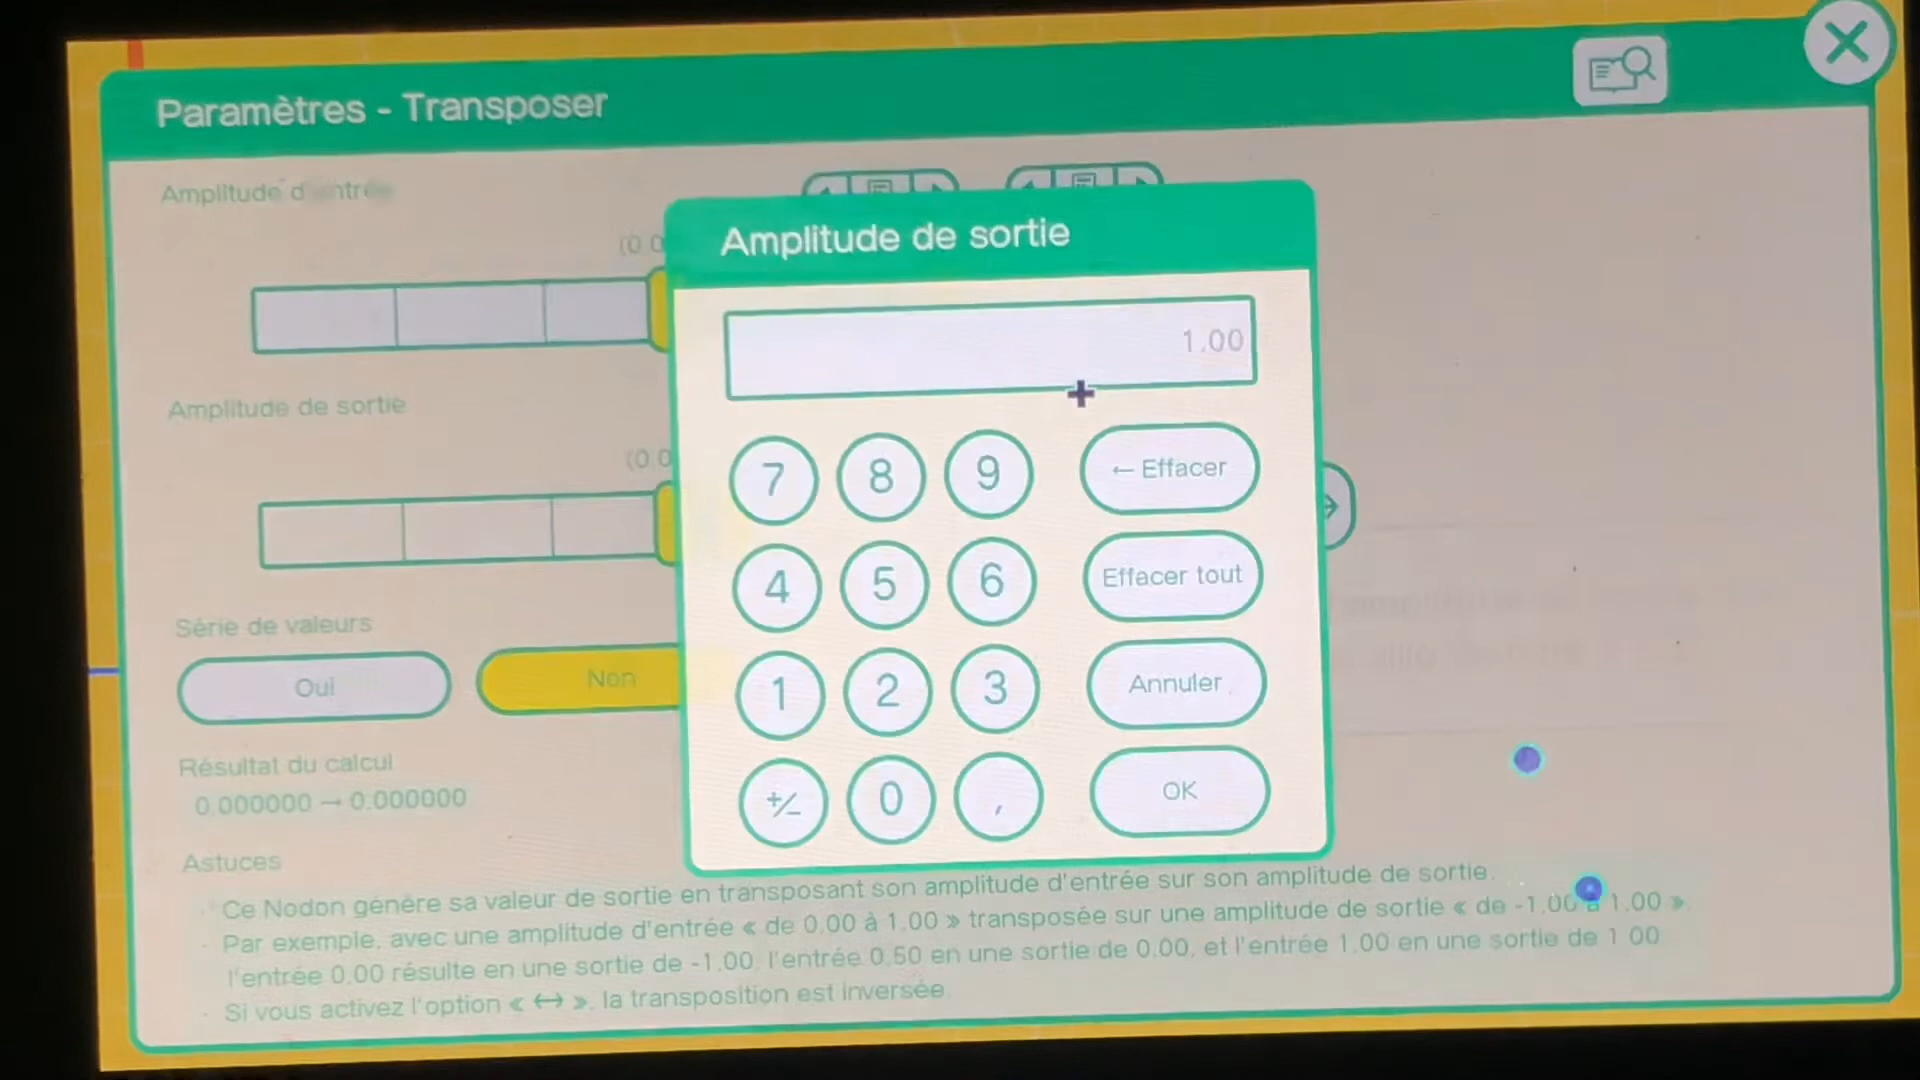 Paramètres - Transposer
Amplitude d'entrée
(0.0
Amplitude de sortie
1.00
Amplitude de sortie
(0.0
7 8 9 ← Effacer
4 5 6 Effacer tout
1 2 3 Annuler
+/- 0 , OK
Série de valeurs
Oui Non
Résultat du calcul
0.000000 → 0.000000
Astuces
· Ce Nodon génère sa valeur de sortie en transposant son amplitude d'entrée sur son amplitude de sortie.
· Par exemple, avec une amplitude d'entrée « de 0.00 à 1.00 » transposée sur une amplitude de sortie « de -1.00 à 1.00 »,
l'entrée 0.00 résulte en une sortie de -1.00, l'entrée 0.50 en une sortie de 0.00, et l'entrée 1.00 en une sortie de 1.00.
· Si vous activez l'option « ↔ », la transposition est inversée.